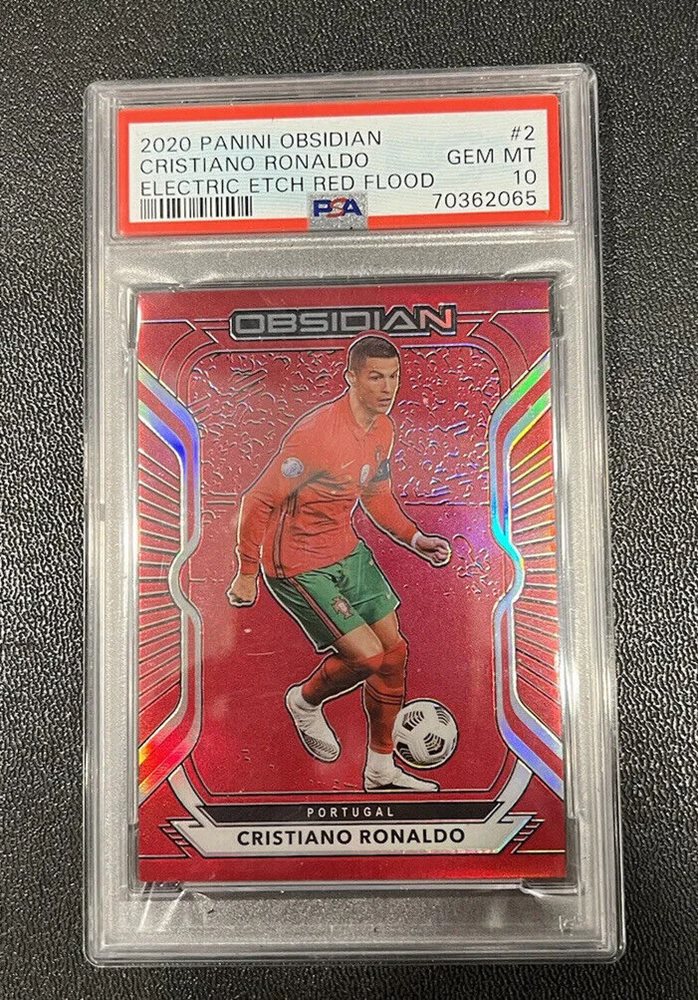 2020 PANINI OBSIDIAN #2
CRISTIANO RONALDO GEM MT
ELECTRIC ETCH RED FLOOD 10
PSA 70362065
OBSIDIAN
PORTUGAL
CRISTIANO RONALDO